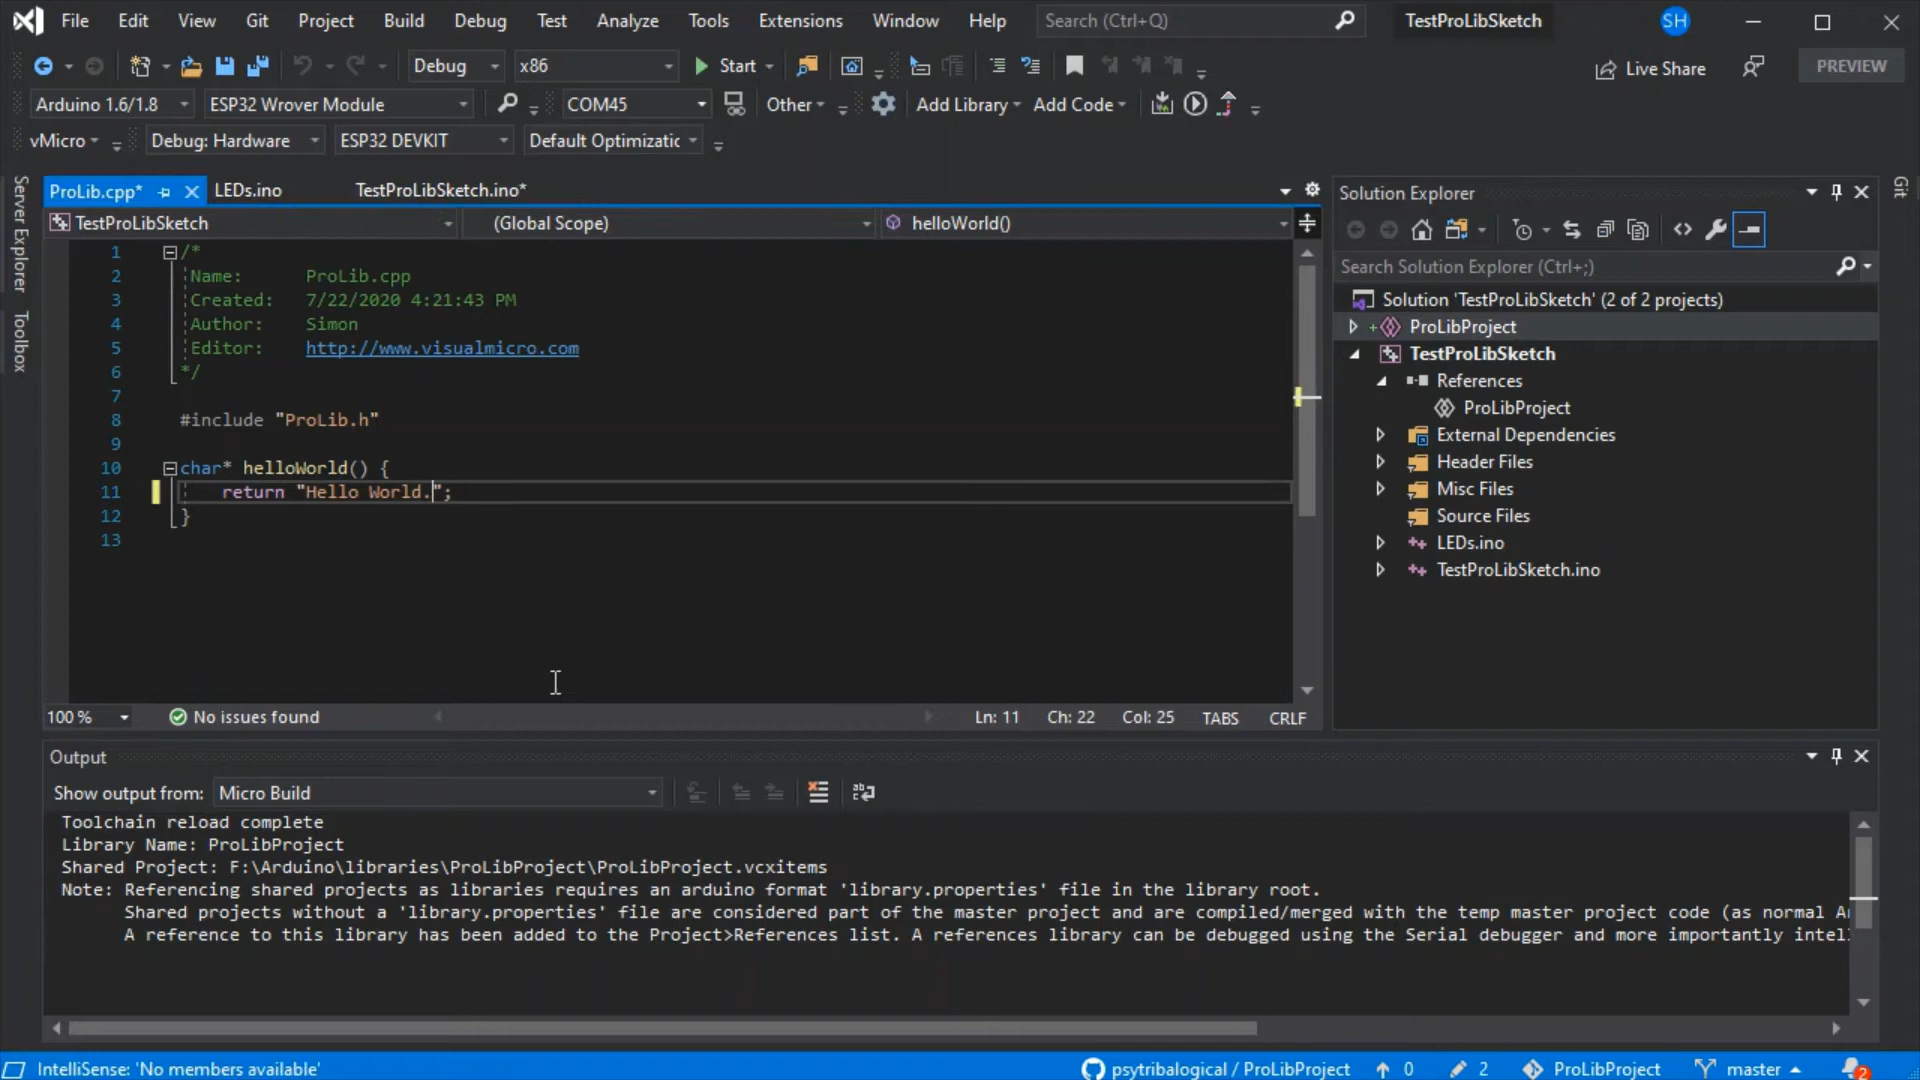 File Edit View Git Project Build Debug Test Analyze Tools Extensions Window Help Search (Ctrl+Q) TestProLibSketch SH
Debug x86 Start Live Share PREVIEW
Arduino 1.6/1.8 ESP32 Wrover Module COM45 Other Add Library Add Code
vMicro Debug: Hardware ESP32 DEVKIT Default Optimizatic
Server Explorer
Toolbox
ProLib.cpp* LEDs.ino TestProLibSketch.ino*
TestProLibSketch (Global Scope) helloWorld()
1 /*
2 Name: ProLib.cpp
3 Created: 7/22/2020 4:21:43 PM
4 Author: Simon
5 Editor: http://www.visualmicro.com
6 */
7
8 #include "ProLib.h"
9
10 char* helloWorld() {
11 return "Hello World.";
12 }
13
100 % No issues found Ln: 11 Ch: 22 Col: 25 TABS CRLF
Solution Explorer
Search Solution Explorer (Ctrl+;)
Solution 'TestProLibSketch' (2 of 2 projects)
ProLibProject
TestProLibSketch
References
ProLibProject
External Dependencies
Header Files
Misc Files
Source Files
LEDs.ino
TestProLibSketch.ino
Git
Output
Show output from: Micro Build
Toolchain reload complete
Library Name: ProLibProject
Shared Project: F:\Arduino\libraries\ProLibProject\ProLibProject.vcxitems
Note: Referencing shared projects as libraries requires an arduino format 'library.properties' file in the library root.
Shared projects without a 'library.properties' file are considered part of the master project and are compiled/merged with the temp master project code (as normal A
A reference to this library has been added to the Project>References list. A references library can be debugged using the Serial debugger and more importantly intel
IntelliSense: 'No members available' psytribalogical / ProLibProject 0 2 ProLibProject master 2